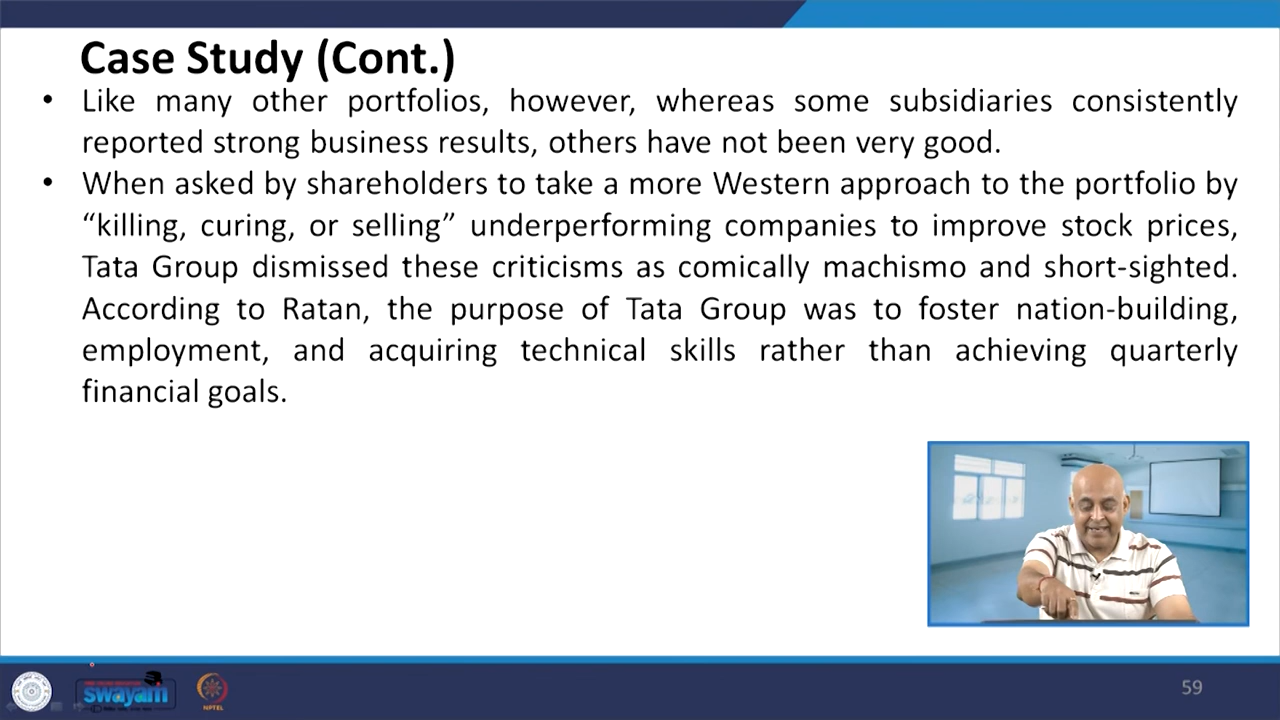 Case Study (Cont.)
• Like many other portfolios, however, whereas some subsidiaries consistently
reported strong business results, others have not been very good.
• When asked by shareholders to take a more Western approach to the portfolio by
“killing, curing, or selling” underperforming companies to improve stock prices,
Tata Group dismissed these criticisms as comically machismo and short-sighted.
According to Ratan, the purpose of Tata Group was to foster nation-building,
employment, and acquiring technical skills rather than achieving quarterly
financial goals.
swayam
NPTEL
59